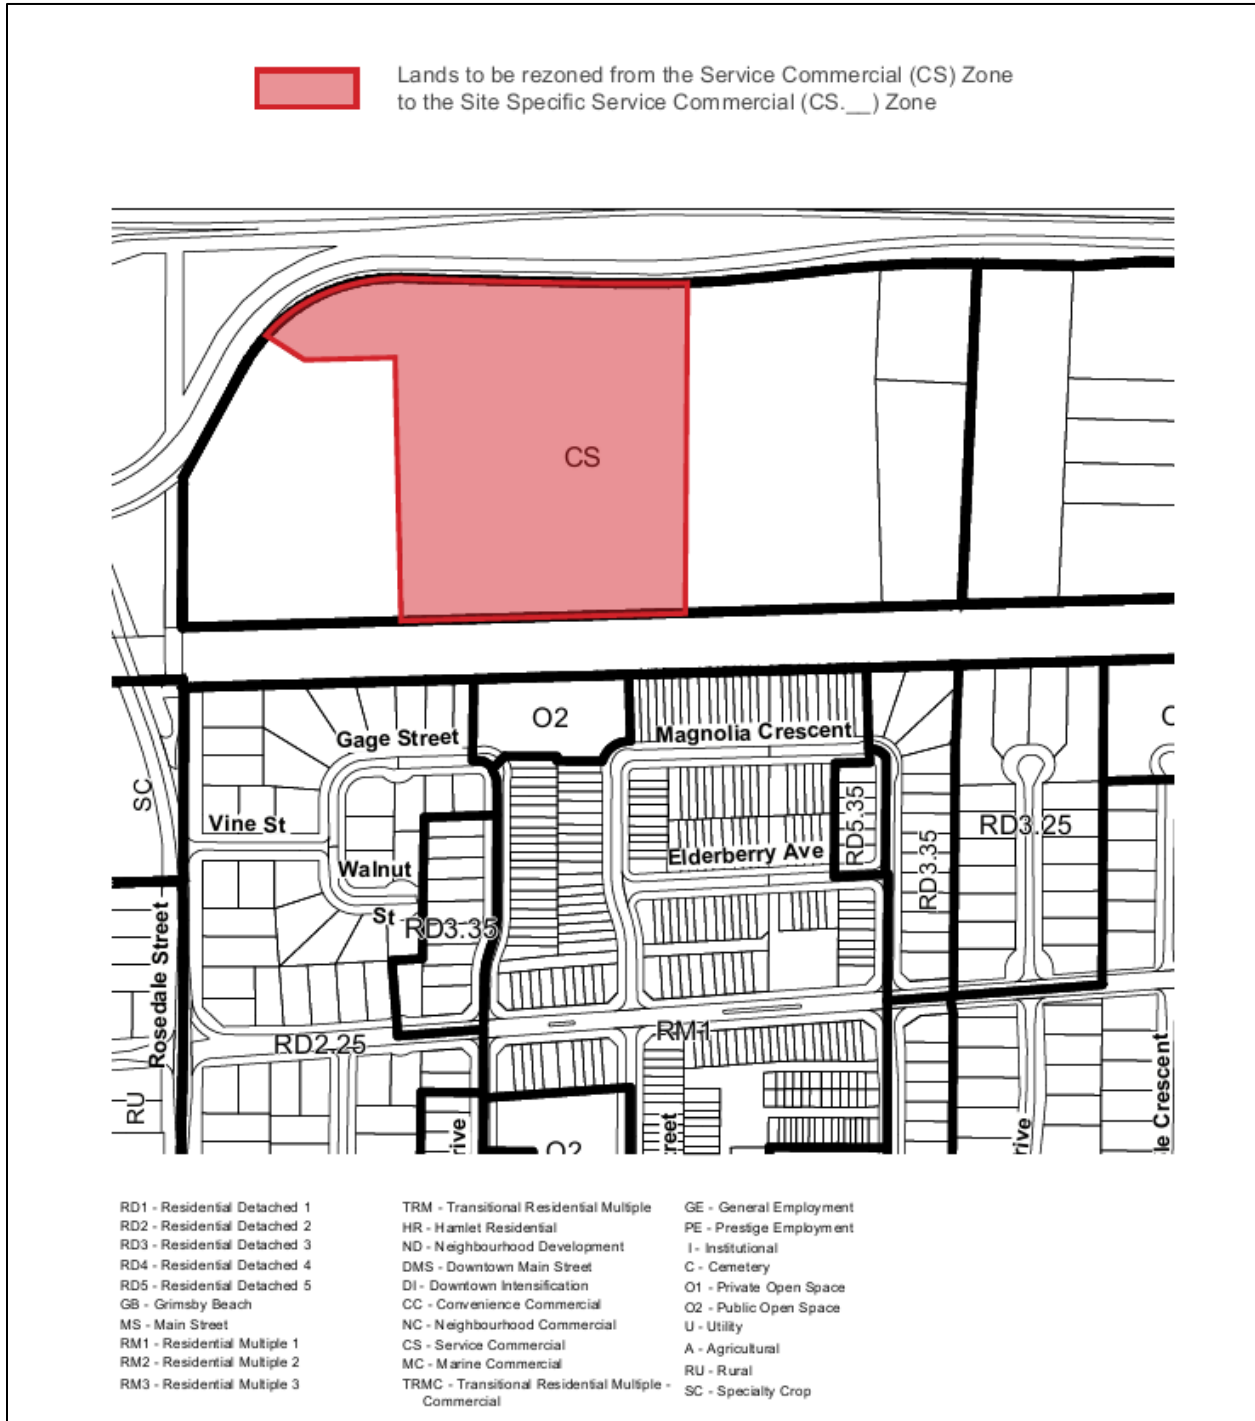 Lands to be rezoned from the Service Commercial (CS) Zone
to the Site Specific Service Commercial (CS.__) Zone
CS
O2
Gage Street
Magnolia Crescent
C
SC
Vine St
RD5.35
RD3.25
Walnut
St
Elderberry Ave
RD3.35
RD3.35
Rosedale Street
RD2.25
RM1
RU
rive
O2
reet
rive
le Crescent
RD1 - Residential Detached 1
RD2 - Residential Detached 2
RD3 - Residential Detached 3
RD4 - Residential Detached 4
RD5 - Residential Detached 5
GB - Grimsby Beach
MS - Main Street
RM1 - Residential Multiple 1
RM2 - Residential Multiple 2
RM3 - Residential Multiple 3
TRM - Transitional Residential Multiple
HR - Hamlet Residential
ND - Neighbourhood Development
DMS - Downtown Main Street
DI - Downtown Intensification
CC - Convenience Commercial
NC - Neighbourhood Commercial
CS - Service Commercial
MC - Marine Commercial
TRMC - Transitional Residential Multiple -
Commercial
GE - General Employment
PE - Prestige Employment
I - Institutional
C - Cemetery
O1 - Private Open Space
O2 - Public Open Space
U - Utility
A - Agricultural
RU - Rural
SC - Specialty Crop